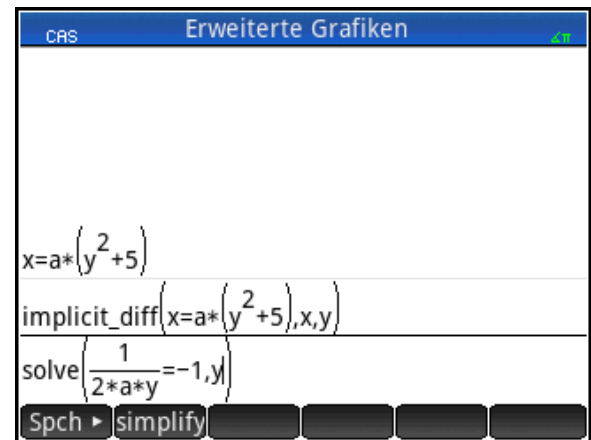 CAS Erweiterte Grafiken ∡π
x=a*(y^2+5)
implicit_diff(x=a*(y^2+5),x,y)
solve(1/(2*a*y)=-1,y)
Spch ▸ simplify